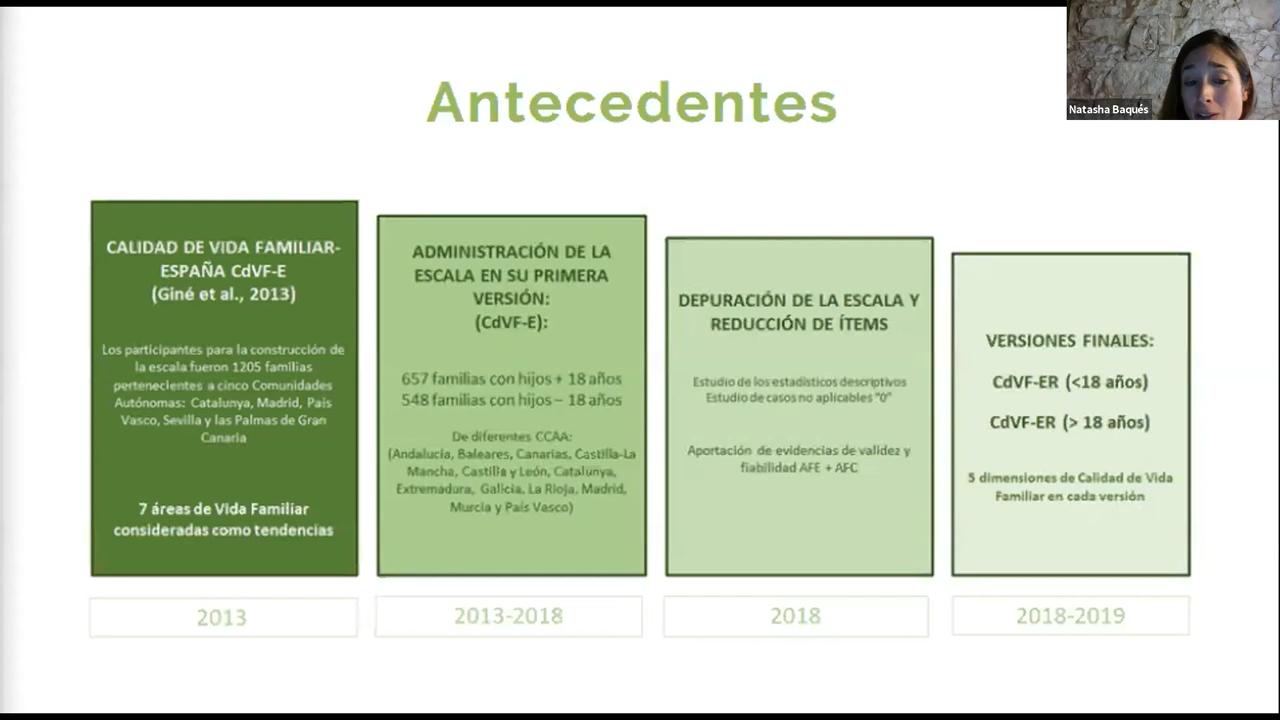 Antecedentes
Natasha Baqués
CALIDAD DE VIDA FAMILIAR-
ESPAÑA CdVF-E
(Giné et al., 2013)
Los participantes para la construcción de
la escala fueron 1205 familias
pertenecientes a cinco Comunidades
Autónomas: Catalunya, Madrid, País
Vasco, Sevilla y las Palmas de Gran
Canaria
7 áreas de Vida Familiar
consideradas como tendencias
2013
ADMINISTRACIÓN DE LA
ESCALA EN SU PRIMERA
VERSIÓN:
(CdVF-E):
657 familias con hijos + 18 años
548 familias con hijos – 18 años
De diferentes CCAA:
(Andalucía, Baleares, Canarias, Castilla-La
Mancha, Castilla y León, Catalunya,
Extremadura, Galicia, La Rioja, Madrid,
Murcia y País Vasco)
2013-2018
DEPURACIÓN DE LA ESCALA Y
REDUCCIÓN DE ÍTEMS
Estudio de los estadísticos descriptivos
Estudio de casos no aplicables "0"
Aportación de evidencias de validez y
fiabilidad AFE + AFC
2018
VERSIONES FINALES:
CdVF-ER (<18 años)
CdVF-ER (> 18 años)
5 dimensiones de Calidad de Vida
Familiar en cada versión
2018-2019